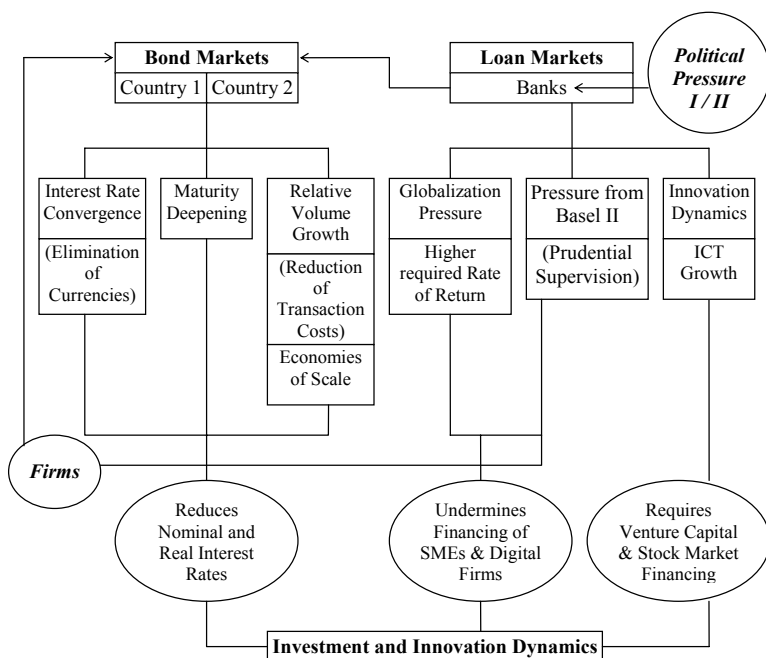 Bond Markets
Country 1
Country 2
Loan Markets
Banks
Political
Pressure
I / II
Interest Rate
Convergence
(Elimination
of
Currencies)
Maturity
Deepening
Relative
Volume
Growth
(Reduction
of
Transaction
Costs)
Economies
of Scale
Globalization
Pressure
Higher
required Rate
of Return
Pressure from
Basel II
(Prudential
Supervision)
Innovation
Dynamics
ICT
Growth
Firms
Reduces
Nominal and
Real Interest
Rates
Undermines
Financing of
SMEs & Digital
Firms
Requires
Venture Capital
& Stock Market
Financing
Investment and Innovation Dynamics